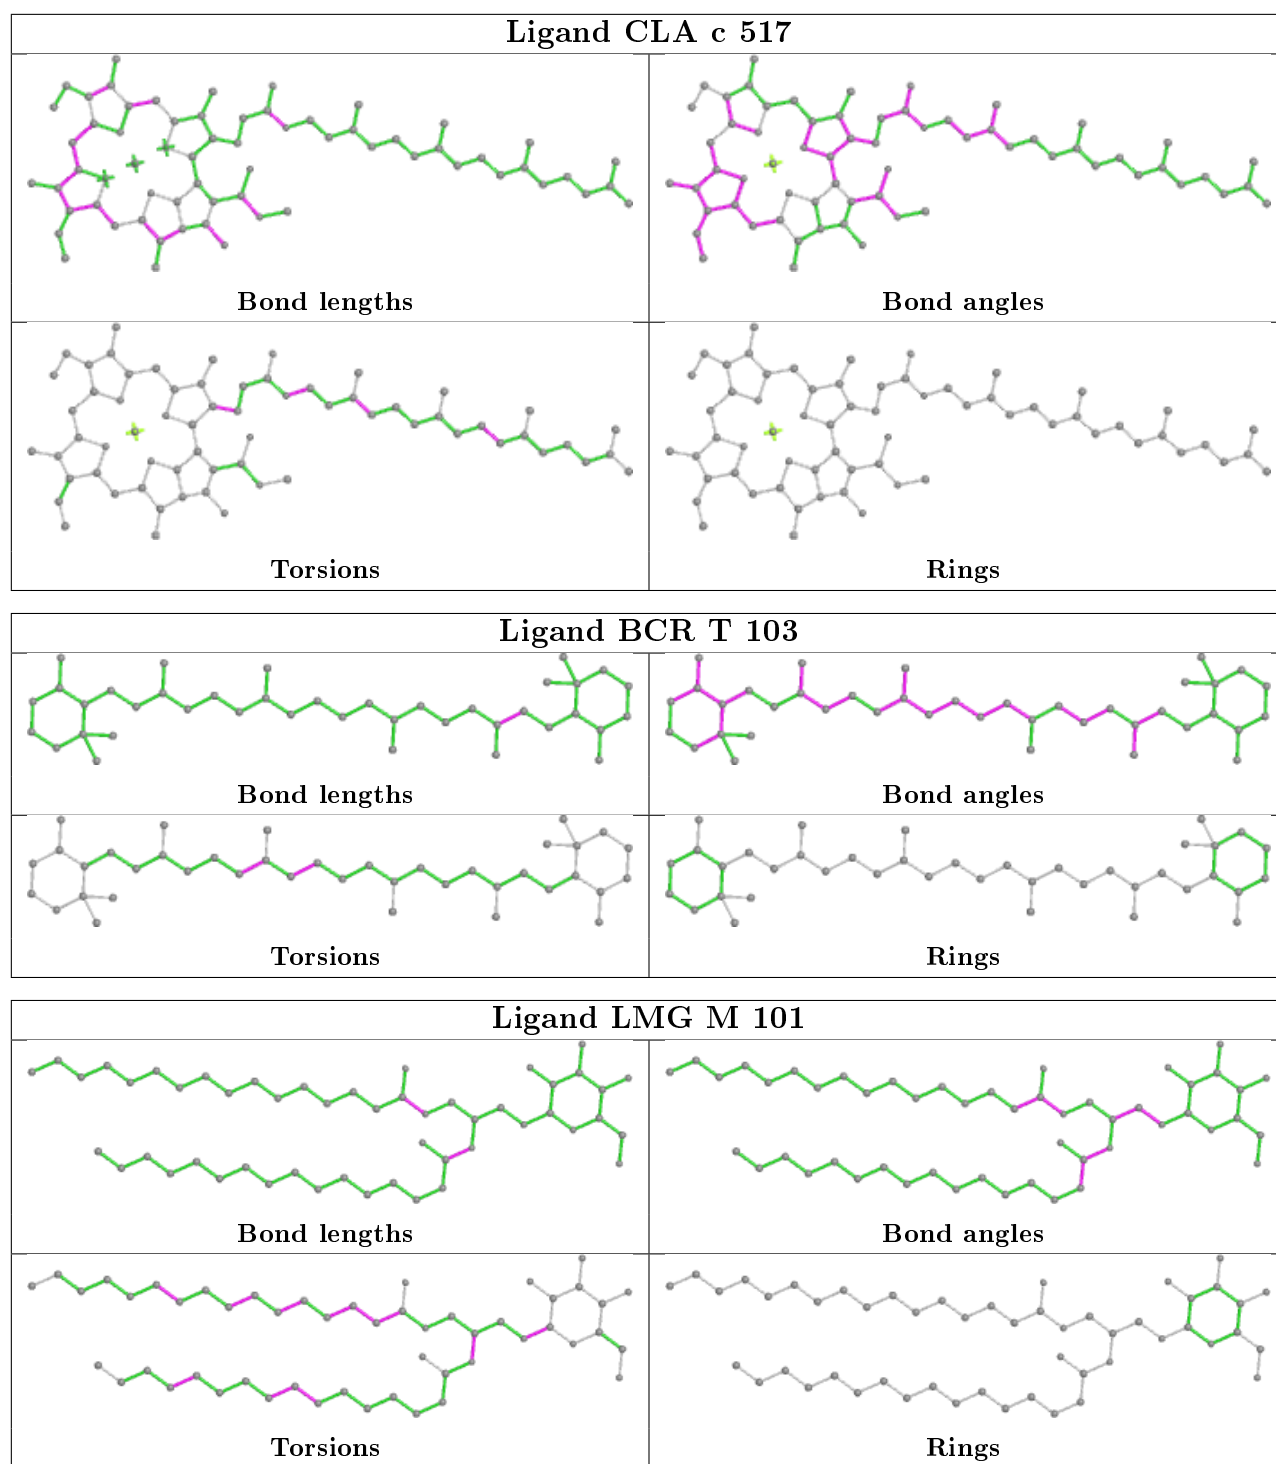 Ligand CLA c 517
Bond lengths
Bond angles
Torsions
Rings
Ligand BCR T 103
Bond lengths
Bond angles
Torsions
Rings
Ligand LMG M 101
Bond lengths
Bond angles
Torsions
Rings